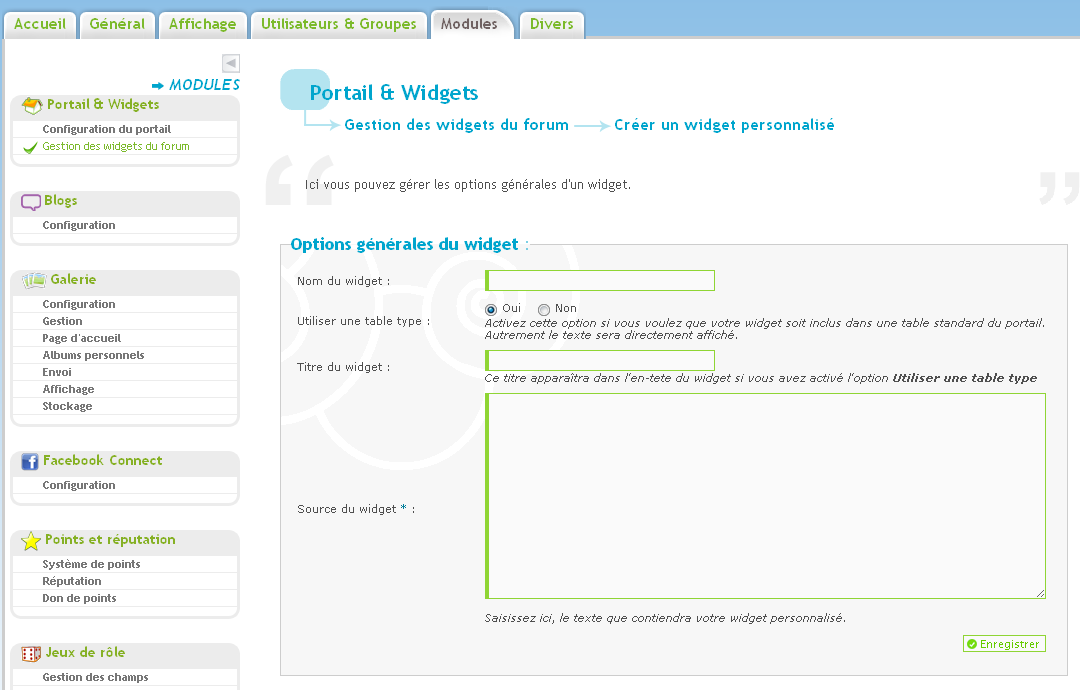 Accueil Général Affichage Utilisateurs & Groupes Modules Divers
MODULES
Portail & Widgets
Configuration du portail
Gestion des widgets du forum
Blogs
Configuration
Galerie
Configuration
Gestion
Page d'accueil
Albums personnels
Envoi
Affichage
Stockage
Facebook Connect
Configuration
Points et réputation
Système de points
Réputation
Don de points
Jeux de rôle
Gestion des champs
Portail & Widgets
Gestion des widgets du forum Créer un widget personnalisé
Ici vous pouvez gérer les options générales d'un widget.
Options générales du widget :
Nom du widget :
Utiliser une table type :
Oui Non
Activez cette option si vous voulez que votre widget soit inclus dans une table standard du portail.
Autrement le texte sera directement affiché.
Titre du widget :
Ce titre apparaîtra dans l'en-tete du widget si vous avez activé l'option Utiliser une table type
Source du widget * :
Saisissez ici, le texte que contiendra votre widget personnalisé.
Enregistrer